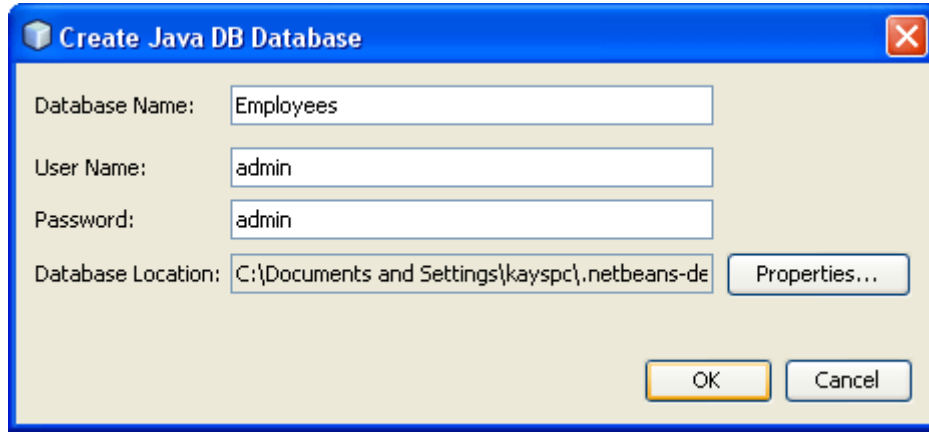 Create Java DB Database
Database Name: Employees
User Name: admin
Password: admin
Database Location: C:\Documents and Settings\kayspc\.netbeans-de Properties...
OK Cancel